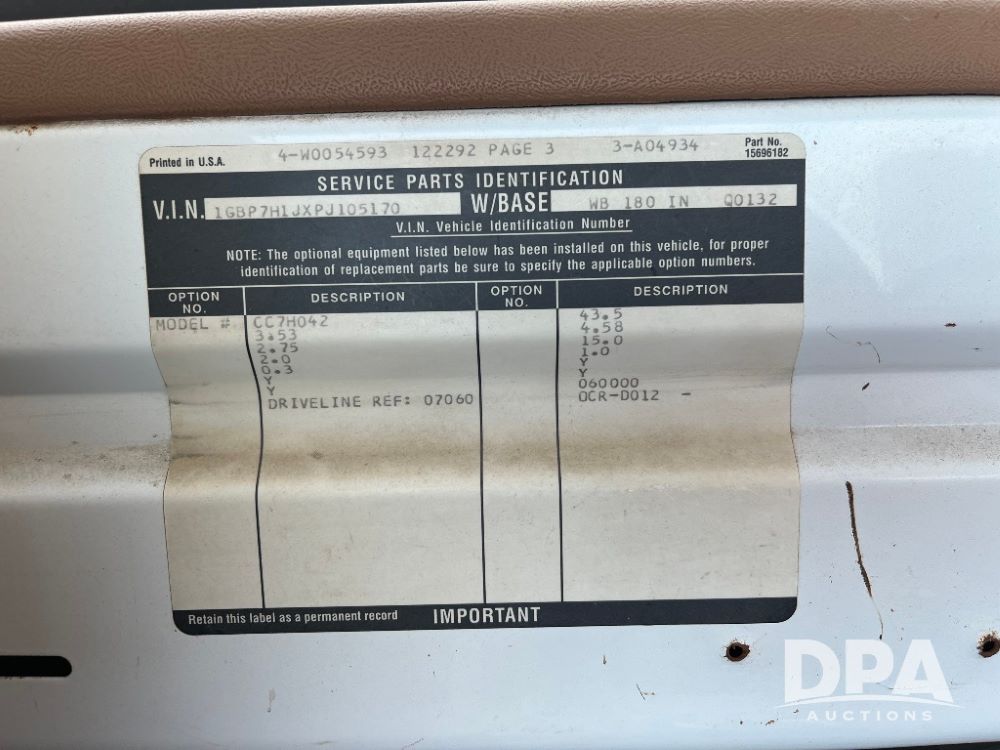 Printed in U.S.A. 4-W0054593 122292 PAGE 3 3-A04934 Part No. 15696182
SERVICE PARTS IDENTIFICATION
V.I.N. 1GBP7H1JXPJ105170 W/BASE WB 180 IN Q0132
V.I.N. Vehicle Identification Number
NOTE: The optional equipment listed below has been installed on this vehicle, for proper
identification of replacement parts be sure to specify the applicable option numbers.
OPTION NO. DESCRIPTION OPTION NO. DESCRIPTION
MODEL # CC7H042 43.5
3.53 4.58
2.75 15.0
2.0 1.0
0.3 Y
Y Y
Y 060000
DRIVELINE REF: 07060 OCR-D012 -
Retain this label as a permanent record IMPORTANT
DPA
AUCTIONS